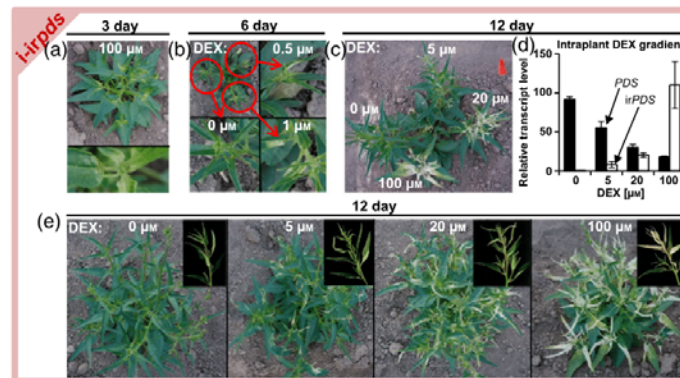 i-irpds
3 day
6 day
12 day
(a)
100 µM
(b)
DEX:
0.5 µM
0 µM
1 µM
(c)
DEX:
5 µM
0 µM
20 µM
100 µM
(d)
Intraplant DEX gradient
Relative transcript level
150
100
50
0
PDS
irPDS
0
5
20
100
DEX [µM]
12 day
(e)
DEX:
0 µM
5 µM
20 µM
100 µM